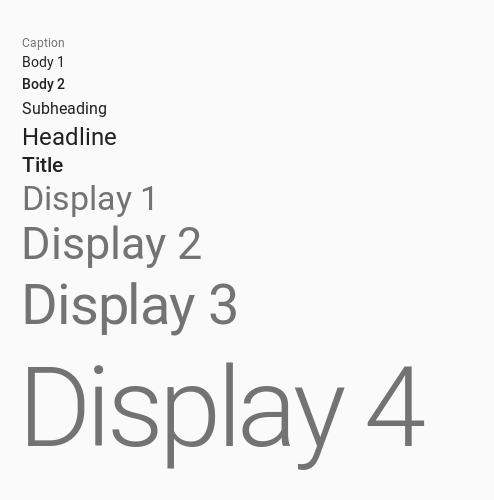 Caption
Body 1
Body 2
Subheading
Headline
Title
Display 1
Display 2
Display 3
Display 4